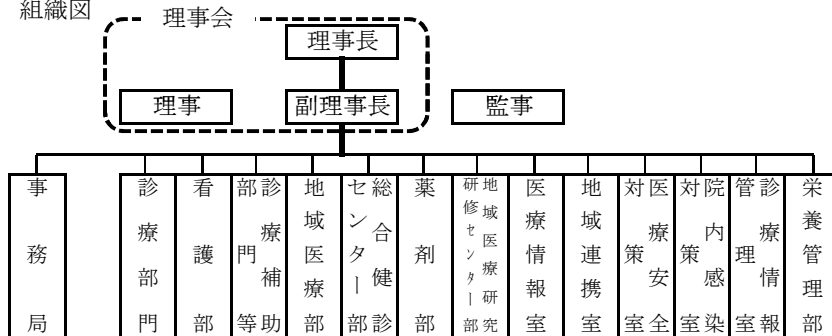 組織図
理事会
理事長
理事
副理事長
監事
事務局
診療部門
看護部
診療補助
部門等
地域医療部
総合健診
センター部
薬剤部
地域医療研究
研修センター部
医療情報室
地域連携室
医療安全
対策室
院内感染
対策室
診療情報
管理室
栄養管理部